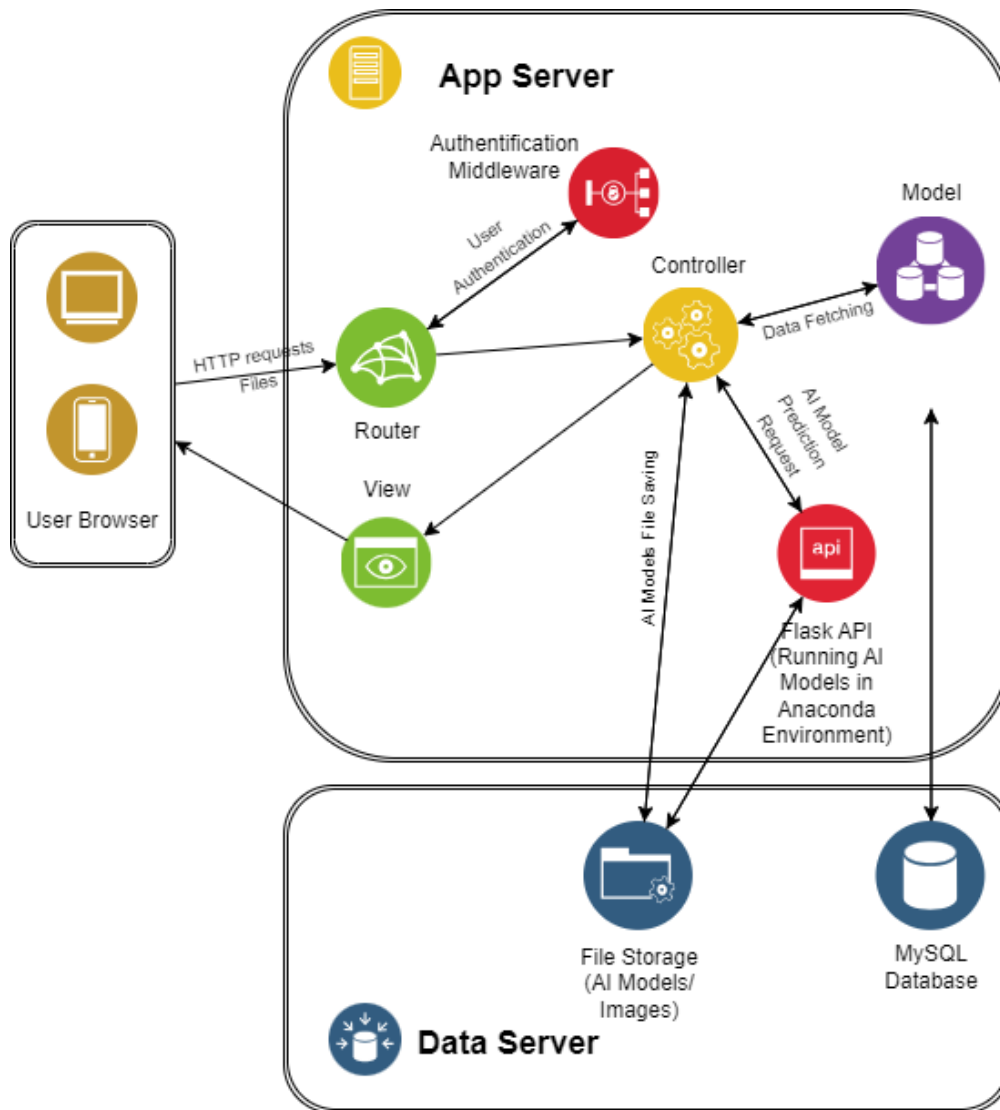 App Server
Authentification
Middleware
Model
User
Authentication
Controller
Data Fetching
HTTP requests
Files
Router
AI Model
Prediction
Request
View
User Browser
AI Models File Saving
api
Flask API
(Running AI
Models in
Anaconda
Environment)
File Storage
(AI Models/
Images)
MySQL
Database
Data Server